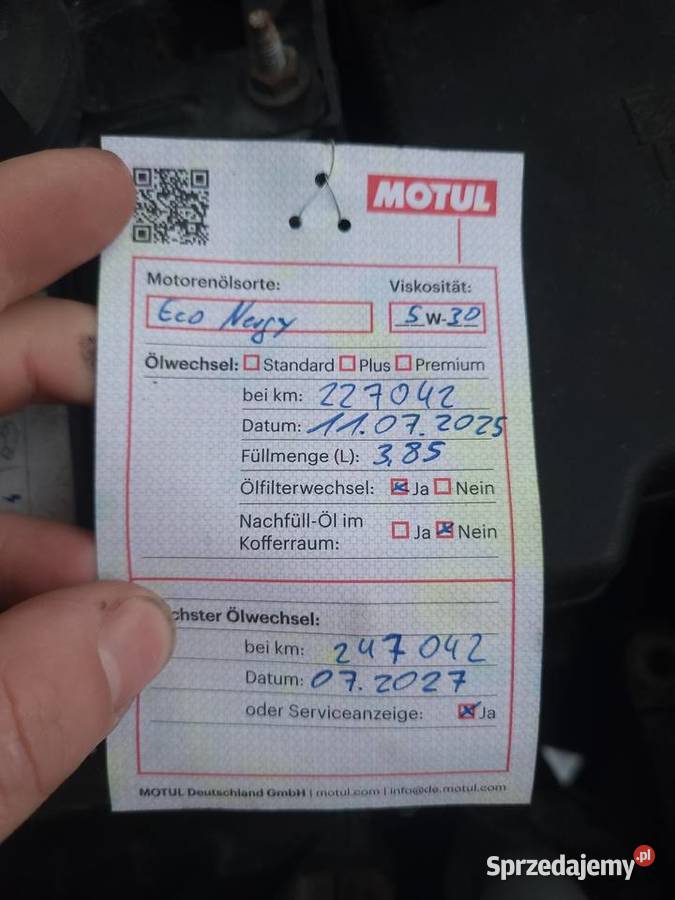 MOTUL
Motorenölsorte: Viskosität:
Eco Nergy 5W-30
Ölwechsel: Standard Plus Premium
bei km: 227042
Datum: 11.07.2025
Füllmenge (L): 3,85
Ölfilterwechsel: Ja Nein
Nachfüll-Öl im
Kofferraum: Ja Nein
chster Ölwechsel:
bei km: 247042
Datum: 07.2027
oder Serviceanzeige: Ja
MOTUL Deutschland GmbH | motul.com | info@de.motul.com
Sprzedajemy.pl